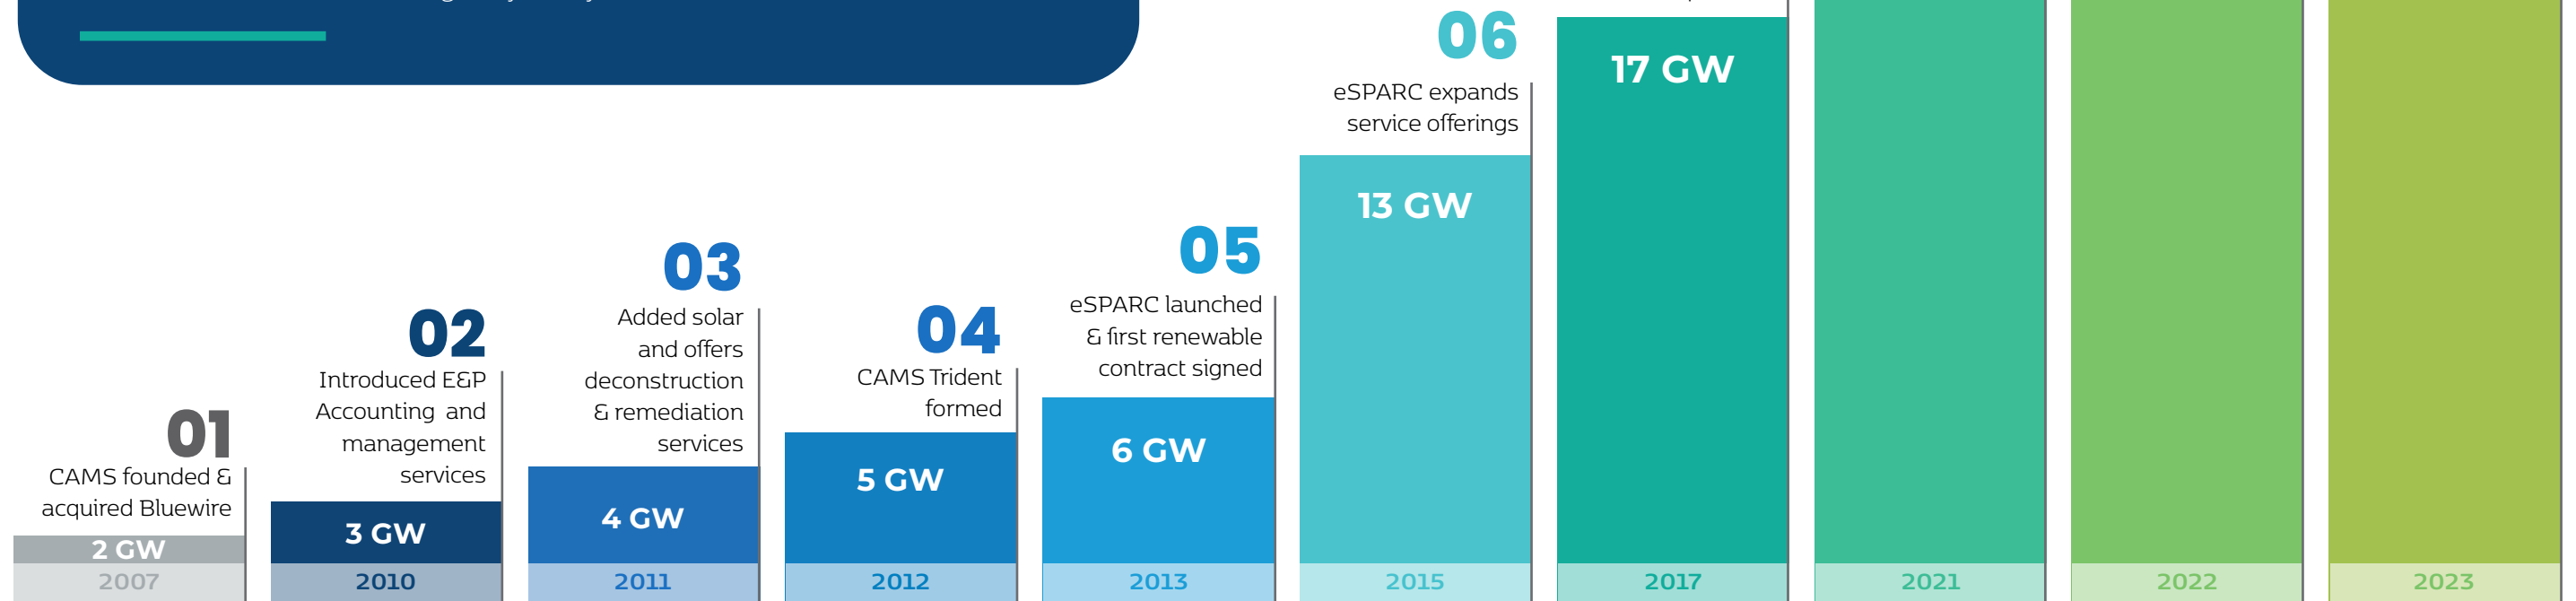 01
CAMS founded &
acquired Bluewire
2 GW
2007
02
Introduced E&P
Accounting and
management
services
3 GW
2010
03
Added solar
and offers
deconstruction
& remediation
services
4 GW
2011
04
CAMS Trident
formed
5 GW
2012
05
eSPARC launched
& first renewable
contract signed
6 GW
2013
06
eSPARC expands
service offerings
13 GW
2015
17 GW
2017
2021
2022
2023